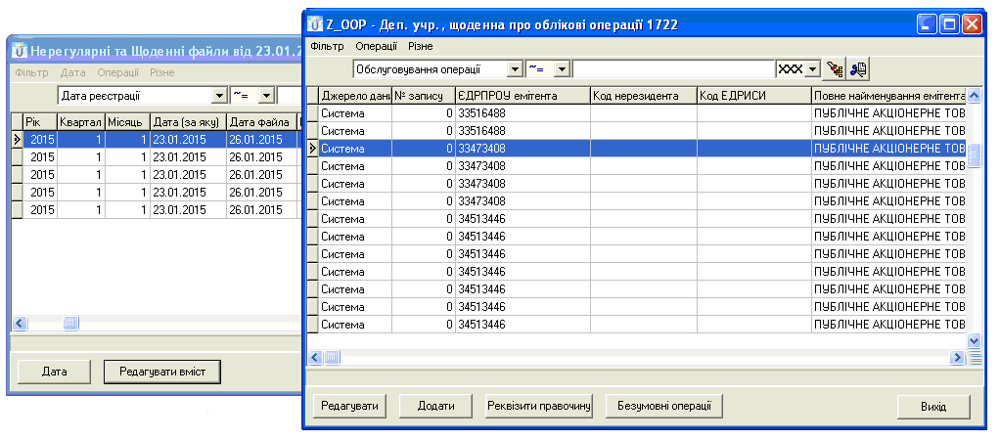 Нерегулярні та Щоденні файли від 23.01.2
Фільтр Дата Операції Різне
Дата реєстрації ~=
Рік Квартал Місяць Дата (за яку) Дата файла
2015 1 1 23.01.2015 26.01.2015
2015 1 1 23.01.2015 26.01.2015
2015 1 1 23.01.2015 26.01.2015
2015 1 1 23.01.2015 26.01.2015
2015 1 1 23.01.2015 26.01.2015
Дата Редагувати вміст
Z_OOP - Деп. учр., щоденна про облікові операції 1722
Фільтр Операції Різне
Обслуговування операції ~= XXX
Джерело дани № запису ЄДРПРОУ емітента Код нерезидента Код ЕДРИСИ Повне найменування емітента
Система 0 33516488 ПУБЛІЧНЕ АКЦІОНЕРНЕ ТОВ
Система 0 33516488 ПУБЛІЧНЕ АКЦІОНЕРНЕ ТОВ
Система 0 33473408 ПУБЛІЧНЕ АКЦІОНЕРНЕ ТОВ
Система 0 33473408 ПУБЛІЧНЕ АКЦІОНЕРНЕ ТОВ
Система 0 33473408 ПУБЛІЧНЕ АКЦІОНЕРНЕ ТОВ
Система 0 33473408 ПУБЛІЧНЕ АКЦІОНЕРНЕ ТОВ
Система 0 34513446 ПУБЛІЧНЕ АКЦІОНЕРНЕ ТОВ
Система 0 34513446 ПУБЛІЧНЕ АКЦІОНЕРНЕ ТОВ
Система 0 34513446 ПУБЛІЧНЕ АКЦІОНЕРНЕ ТОВ
Система 0 34513446 ПУБЛІЧНЕ АКЦІОНЕРНЕ ТОВ
Система 0 34513446 ПУБЛІЧНЕ АКЦІОНЕРНЕ ТОВ
Система 0 34513446 ПУБЛІЧНЕ АКЦІОНЕРНЕ ТОВ
Система 0 34513446 ПУБЛІЧНЕ АКЦІОНЕРНЕ ТОВ
Редагувати Додати Реквізити правочину Безумовні операції Вихід